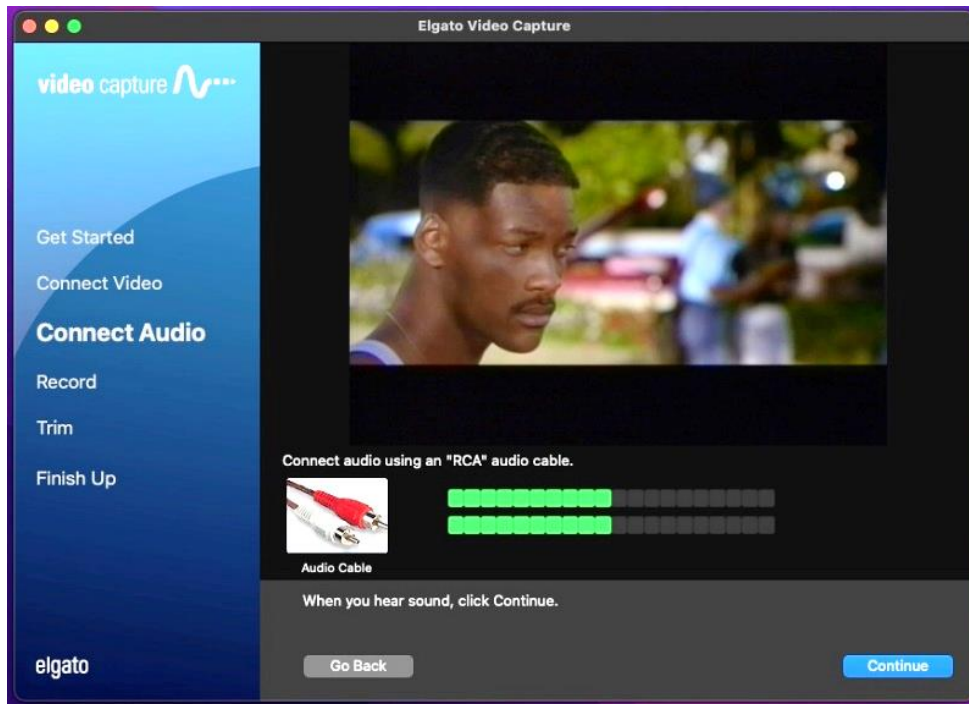 Elgato Video Capture
video capture
Get Started
Connect Video
Connect Audio
Record
Trim
Finish Up
elgato
Connect audio using an "RCA" audio cable.
Audio Cable
When you hear sound, click Continue.
Go Back
Continue